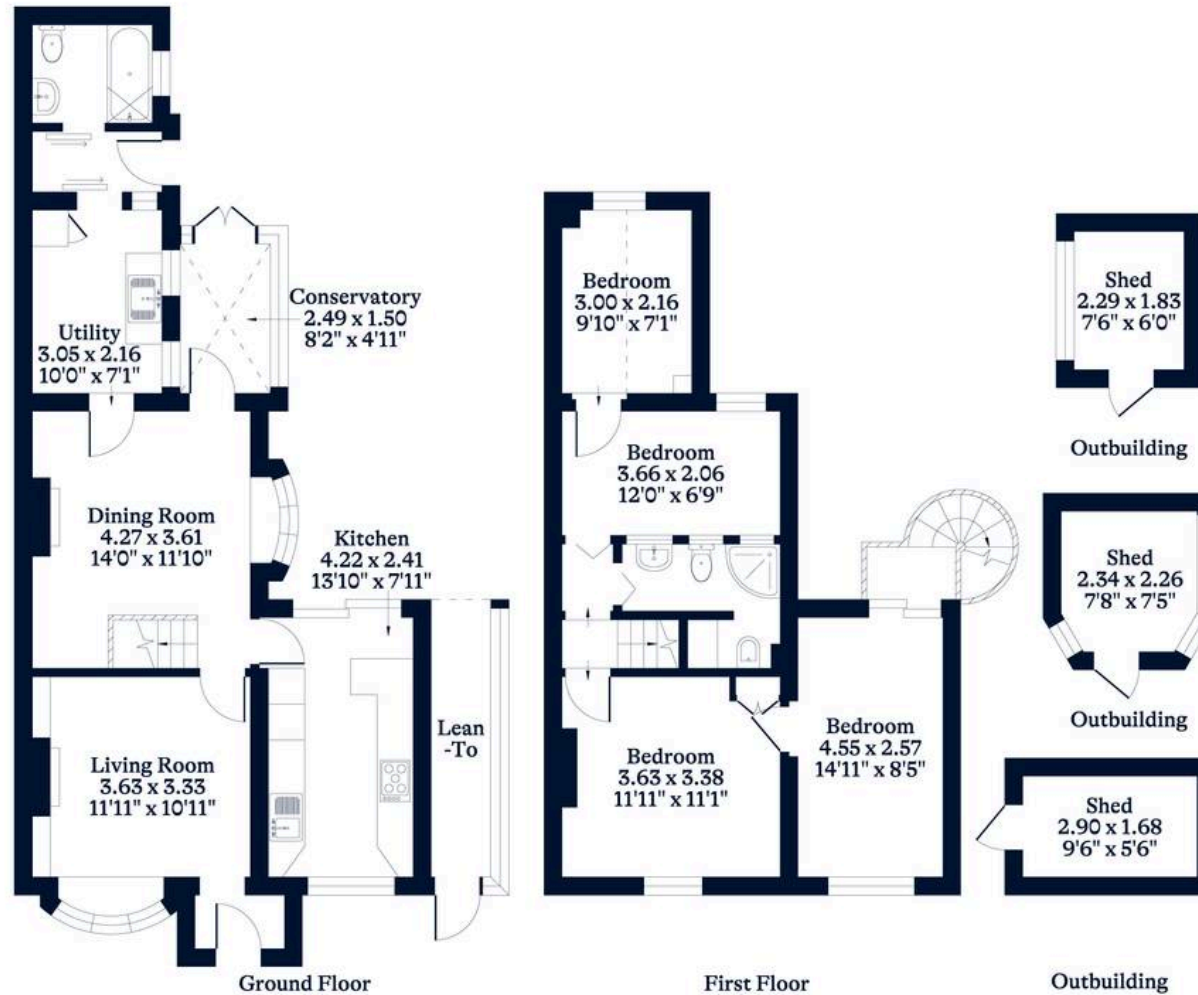 Utility
3.05 x 2.16
10'0" x 7'1"
Conservatory
2.49 x 1.50
8'2" x 4'11"
Dining Room
4.27 x 3.61
14'0" x 11'10"
Kitchen
4.22 x 2.41
13'10" x 7'11"
Living Room
3.63 x 3.33
11'11" x 10'11"
Lean
-To
Ground Floor
Bedroom
3.00 x 2.16
9'10" x 7'1"
Bedroom
3.66 x 2.06
12'0" x 6'9"
Bedroom
3.63 x 3.38
11'11" x 11'1"
Bedroom
4.55 x 2.57
14'11" x 8'5"
First Floor
Shed
2.29 x 1.83
7'6" x 6'0"
Outbuilding
Shed
2.34 x 2.26
7'8" x 7'5"
Outbuilding
Shed
2.90 x 1.68
9'6" x 5'6"
Outbuilding